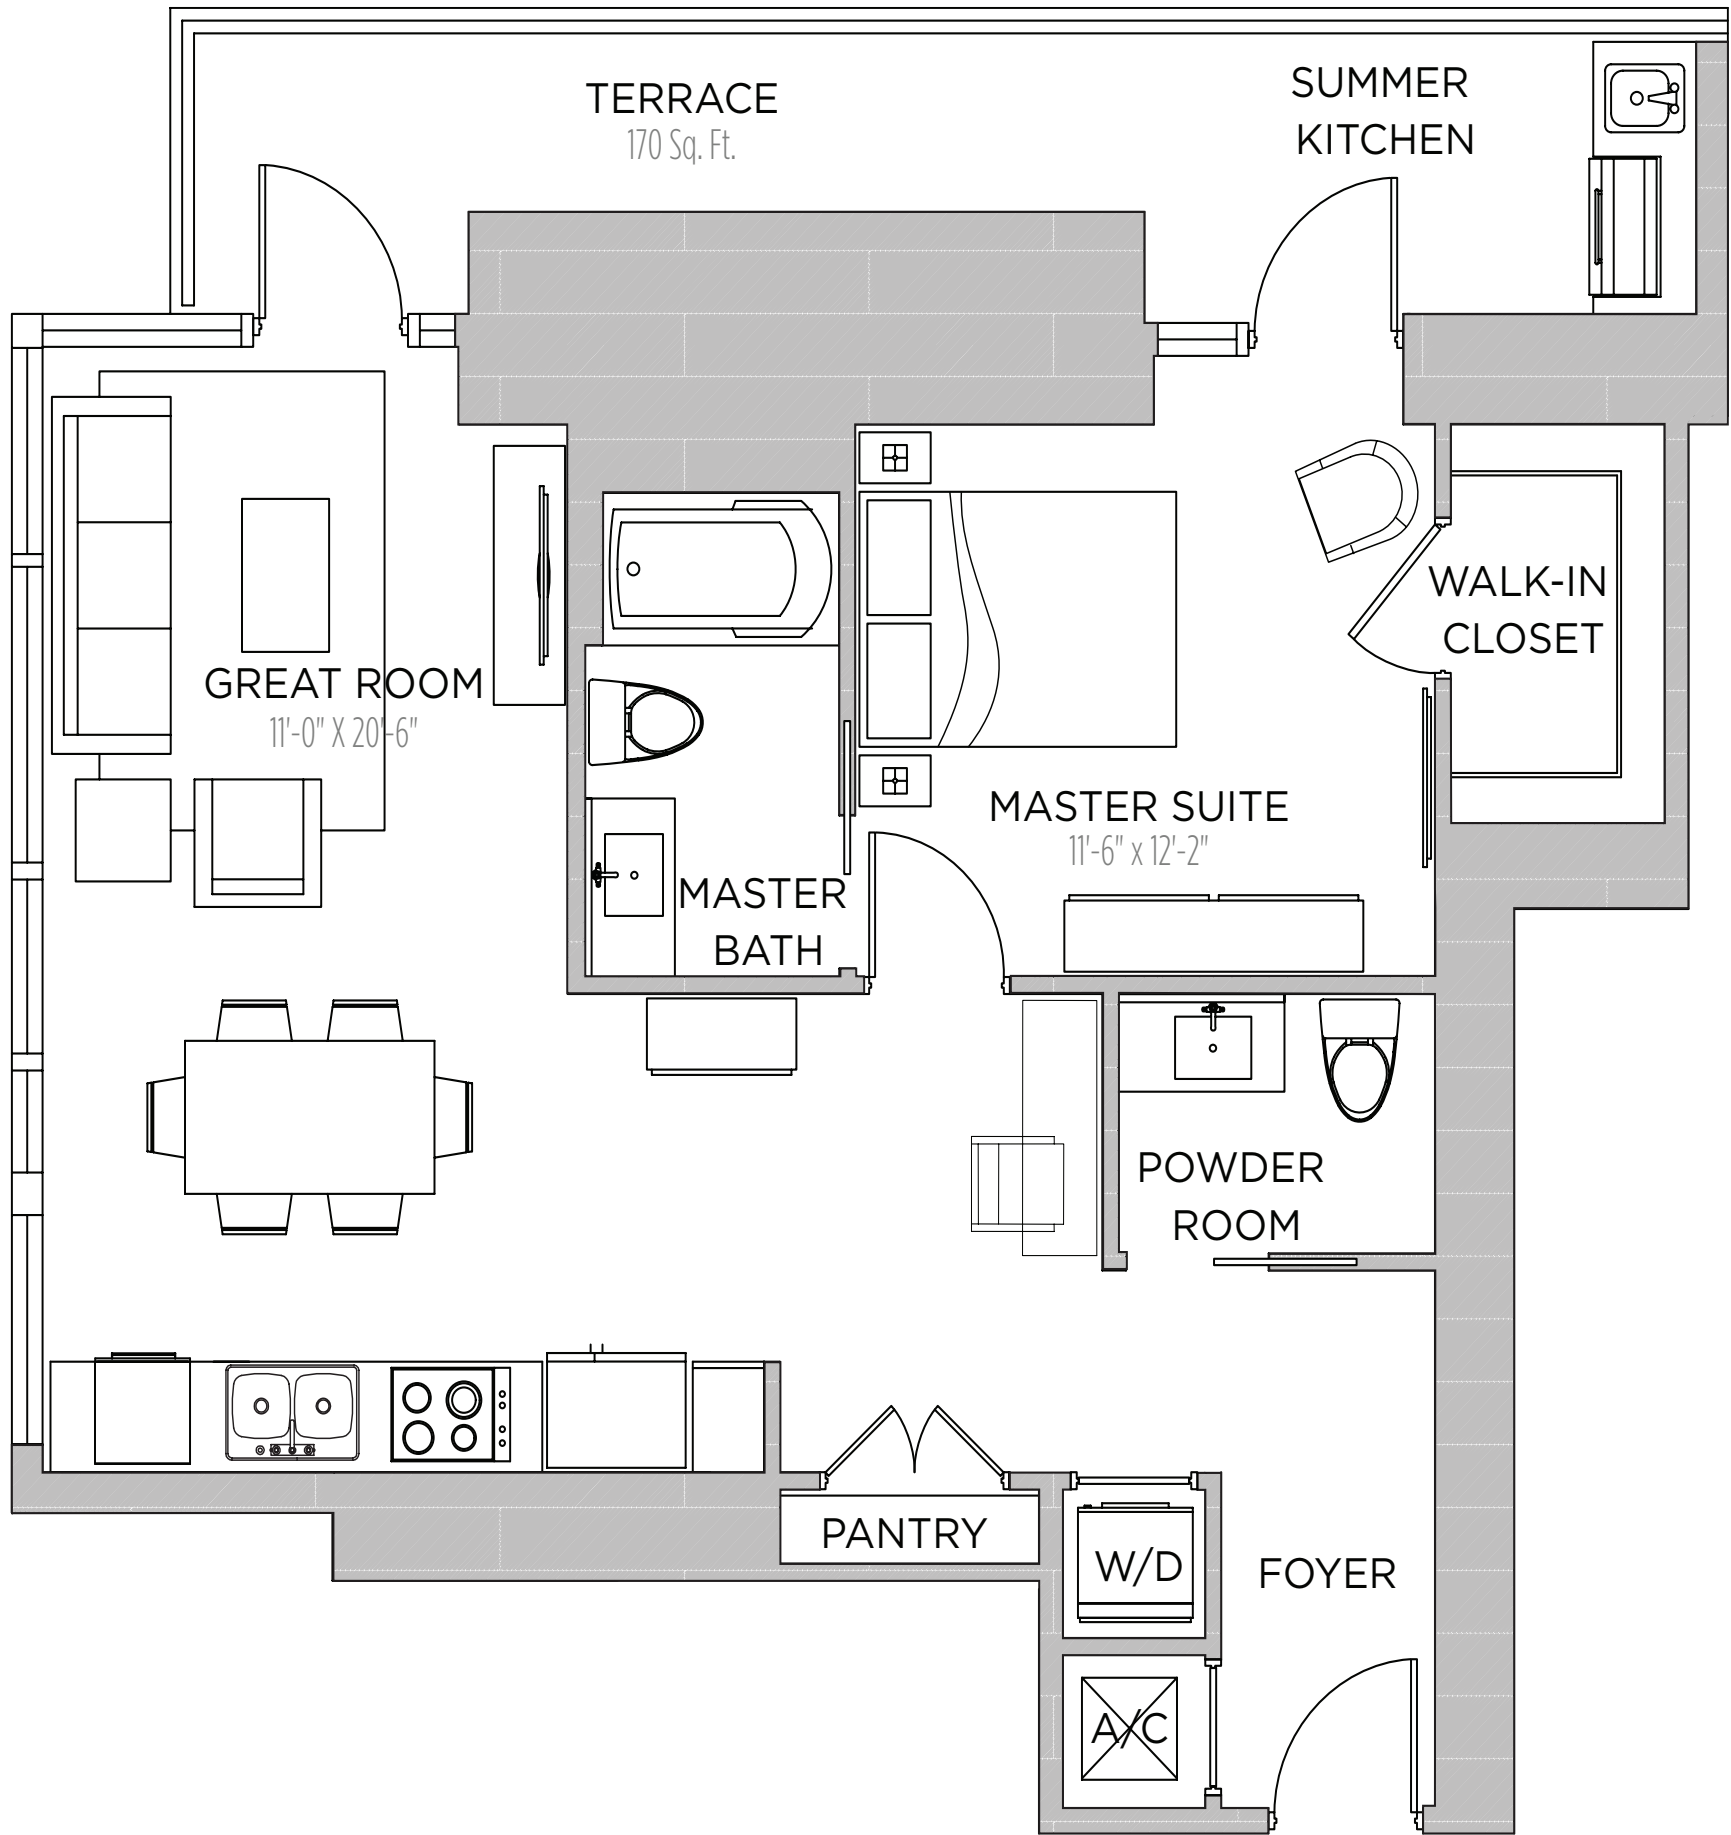 TERRACE
170 Sq. Ft.
SUMMER
KITCHEN
WALK-IN
CLOSET
GREAT ROOM
11'-0" X 20'-6"
MASTER SUITE
11'-6" x 12'-2"
MASTER
BATH
POWDER
ROOM
PANTRY
W/D
FOYER
A/C